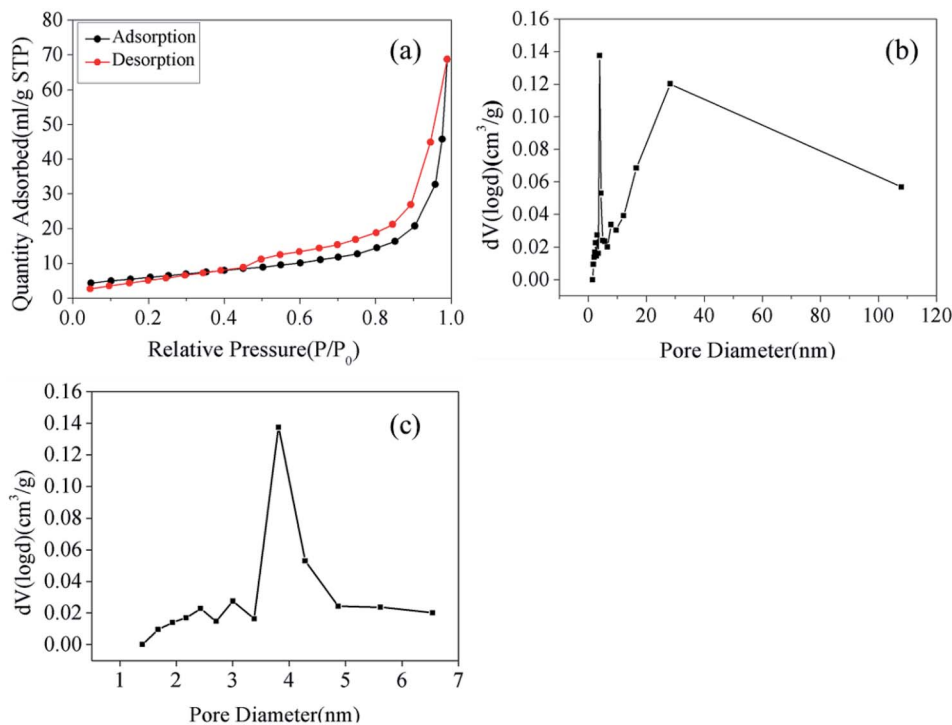 80
70
60
50
40
30
20
10
0
Quantity Adsorbed(ml/g STP)
Adsorption
Desorption
(a)
0.0 0.2 0.4 0.6 0.8 1.0
Relative Pressure(P/P₀)
0.16
0.14
0.12
0.10
0.08
0.06
0.04
0.02
0.00
dV(logd)(cm³/g)
(b)
0 20 40 60 80 100 120
Pore Diameter(nm)
0.16
0.14
0.12
0.10
0.08
0.06
0.04
0.02
0.00
dV(logd)(cm³/g)
(c)
1 2 3 4 5 6 7
Pore Diameter(nm)